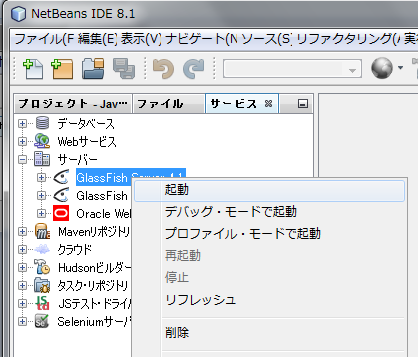 NetBeans IDE 8.1
ファイル(F 編集(E) 表示(V) ナビゲート(N ソース(S) リファクタリング(A 実
プロジェクト - Jav… ファイル サービス
データベース
Webサービス
サーバー
GlassFish Server 4.1
GlassFish
Oracle Web
Mavenリポジトリ
クラウド
Hudsonビルダー
タスク・リポジト
JSテスト・ドライバ
Seleniumサーバ
起動
デバッグ・モードで起動
プロファイル・モードで起動
再起動
停止
リフレッシュ
削除